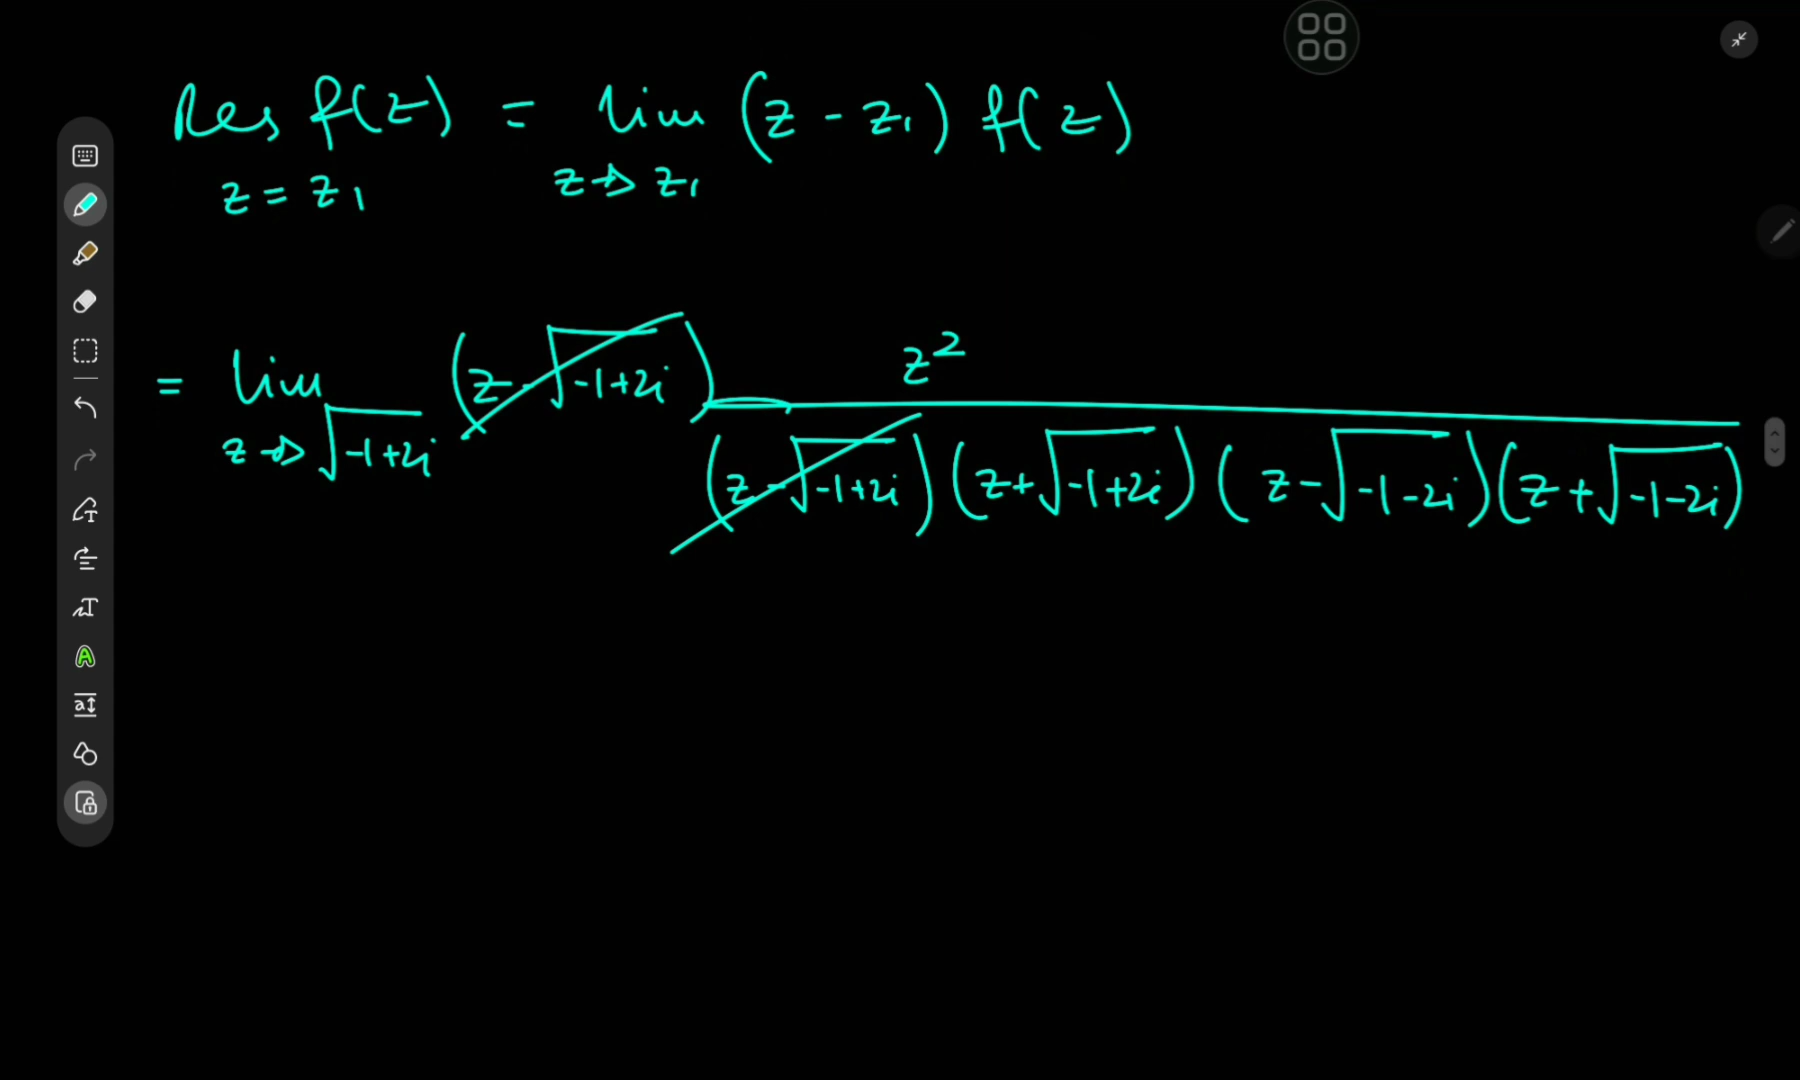 Res f(z) = lim (z - z₁) f(z)
z = z₁ z → z₁
= lim (z - √-1+2i) z²
z → √-1+2i (z - √-1+2i) (z + √-1+2i) (z - √-1-2i) (z + √-1-2i)